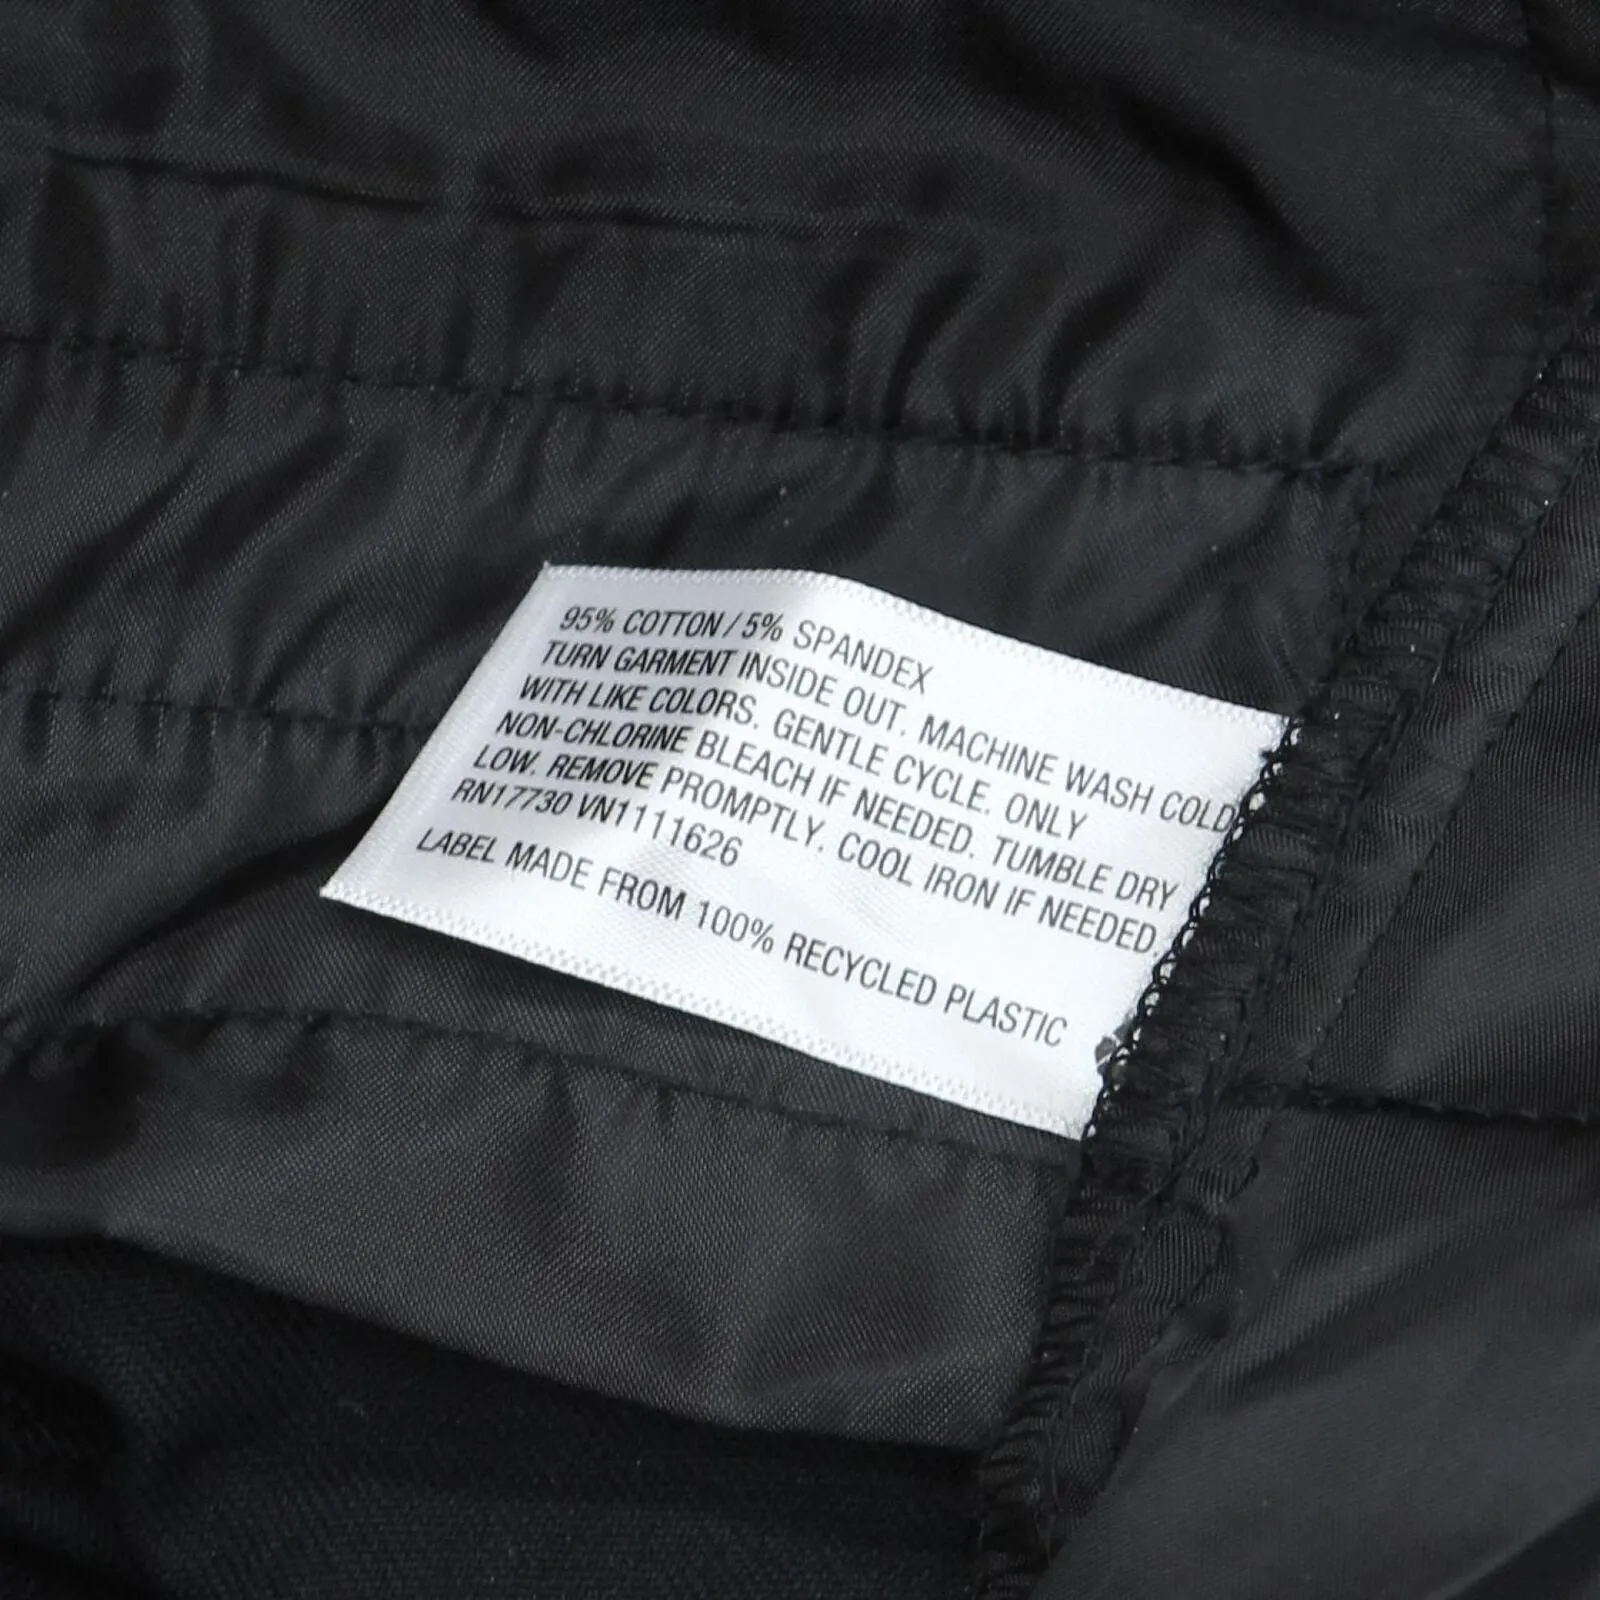 95% COTTON / 5% SPANDEX
TURN GARMENT INSIDE OUT. MACHINE WASH COLD
WITH LIKE COLORS. GENTLE CYCLE. ONLY
NON-CHLORINE BLEACH IF NEEDED. TUMBLE DRY
LOW. REMOVE PROMPTLY. COOL IRON IF NEEDED
RN17730 VN1111626
LABEL MADE FROM 100% RECYCLED PLASTIC